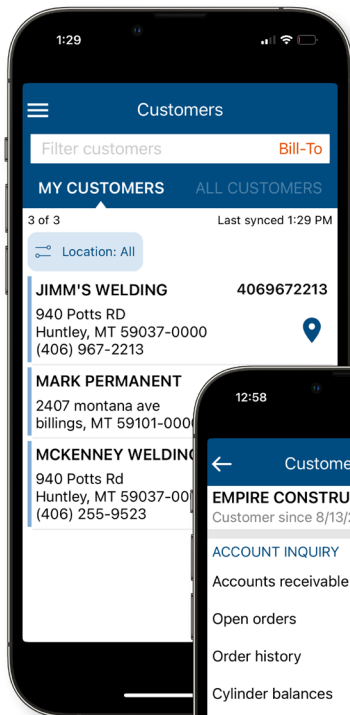 1:29
Customers
Filter customers
Bill-To
MY CUSTOMERS
ALL CUSTOMERS
3 of 3
Last synced 1:29 PM
Location: All
JIMM'S WELDING
4069672213
940 Potts RD
Huntley, MT 59037-0000
(406) 967-2213
MARK PERMANENT
2407 montana ave
billings, MT 59101-000
MCKENNEY WELDING
940 Potts Rd
Huntley, MT 59037-00
(406) 255-9523
12:58
Custome
EMPIRE CONSTRU
Customer since 8/13/
ACCOUNT INQUIRY
Accounts receivable
Open orders
Order history
Cylinder balances